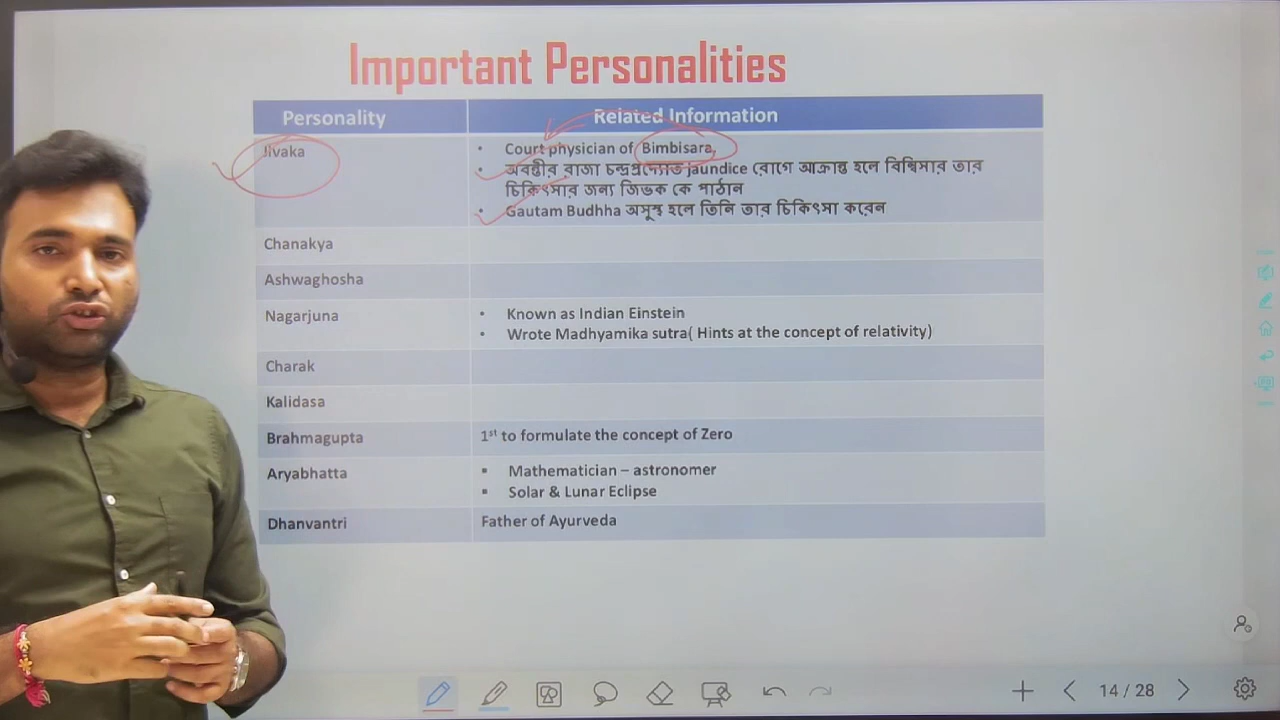 Important Personalities
Personality
Related Information
Jivaka
• Court physician of Bimbisara,
• অবন্তীর রাজা চন্দ্রপ্রদ্যোত jaundice রোগে আক্রান্ত হলে বিম্বিসার তার
চিকিৎসার জন্য জিভক কে পাঠান
• Gautam Budhha অসুস্থ হলে তিনি তার চিকিৎসা করেন
Chanakya
Ashwaghosha
Nagarjuna
• Known as Indian Einstein
• Wrote Madhyamika sutra( Hints at the concept of relativity)
Charak
Kalidasa
Brahmagupta
1st to formulate the concept of Zero
Aryabhatta
▪ Mathematician – astronomer
▪ Solar & Lunar Eclipse
Dhanvantri
Father of Ayurveda
14 / 28